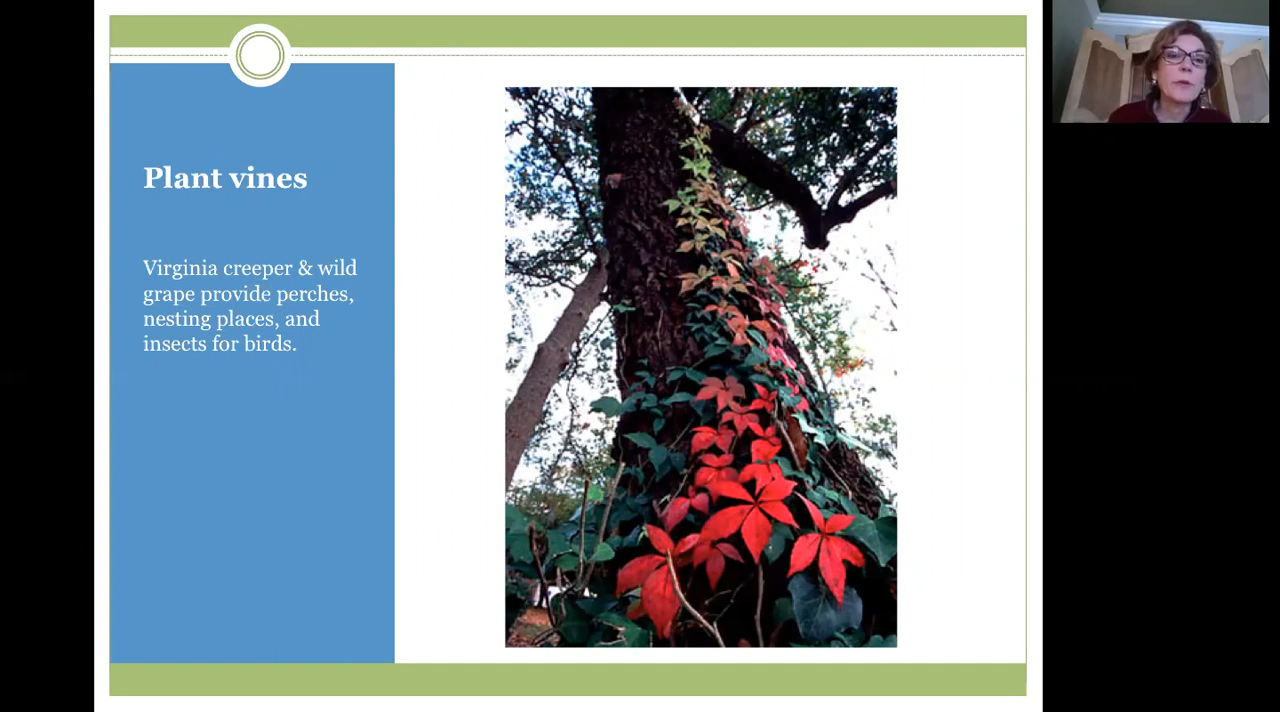 Plant vines
Virginia creeper & wild
grape provide perches,
nesting places, and
insects for birds.